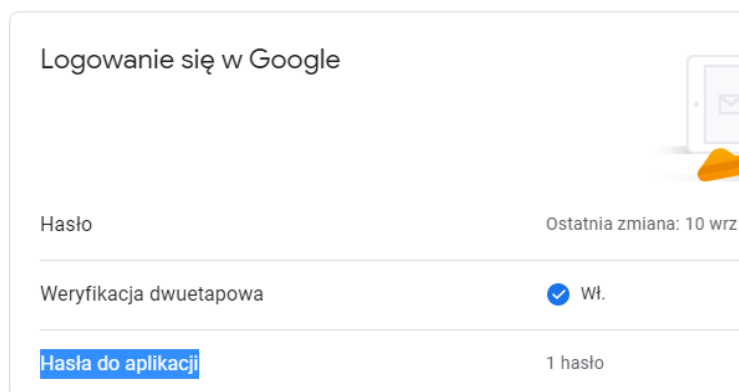 Logowanie się w Google
Hasło Ostatnia zmiana: 10 wrz
Weryfikacja dwuetapowa Wł.
Hasła do aplikacji 1 hasło